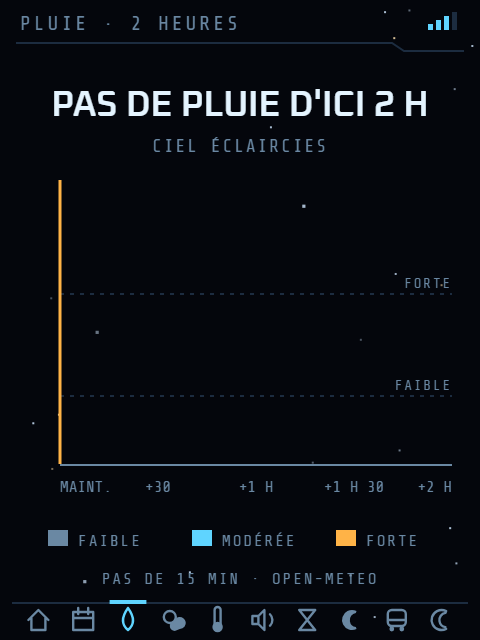 PLUIE · 2 HEURES
PAS DE PLUIE D'ICI 2 H
CIEL ÉCLAIRCIES
FORTE
FAIBLE
MAINT. +30 +1 H +1 H 30 +2 H
FAIBLE MODÉRÉE FORTE
PAS DE 15 MIN · OPEN-METEO